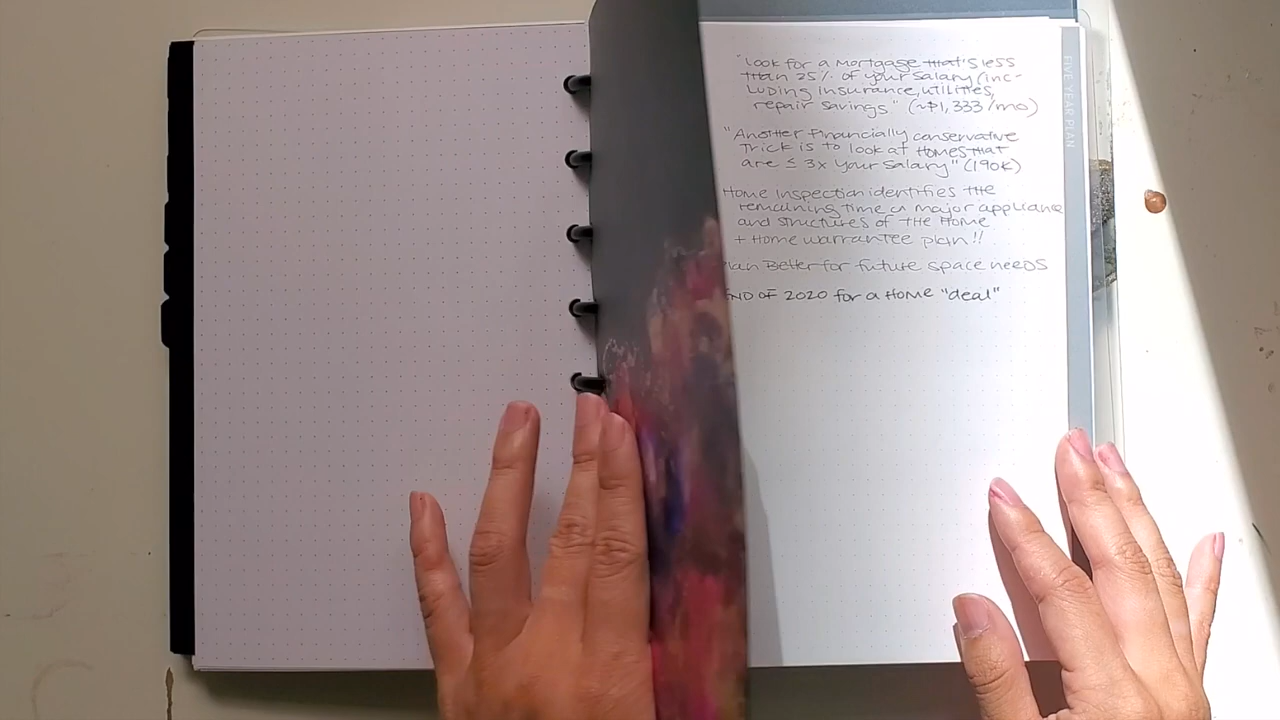 "Look for a mortgage that's less
than 25% of your salary (inc-
luding insurance, utilities,
repair savings" (~$1,333/mo)
"Another financially conservative
trick is to look at homes that
are ≤ 3x your salary" (190k)
Home inspection identifies the
remaining time on major appliance
and structures of the home
+ Home warrantee plan!!
Plan better for future space needs
END OF 2020 for a Home "deal"
FIVE YEAR PLAN